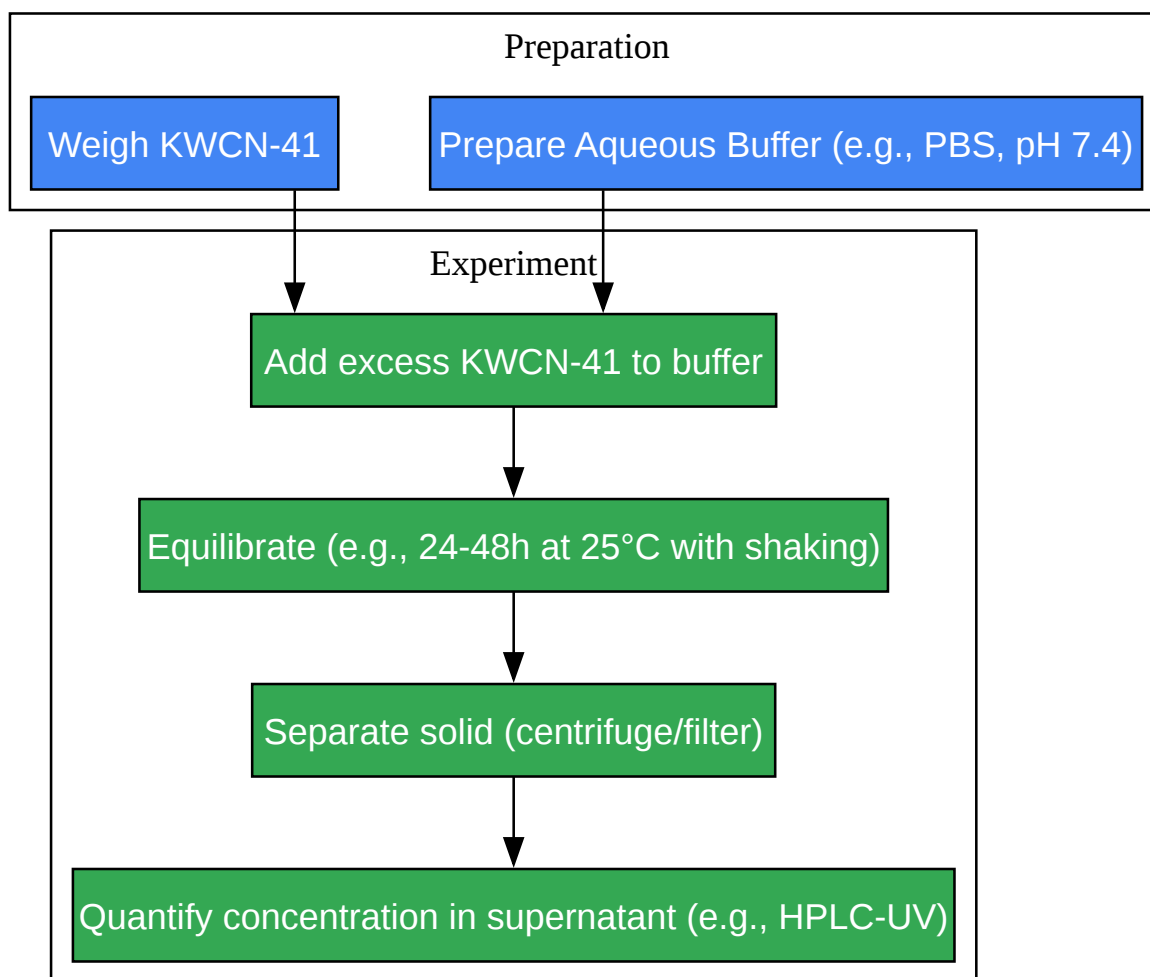 Preparation
Weigh KWCN-41
Prepare Aqueous Buffer (e.g., PBS, pH 7.4)
Experiment
Add excess KWCN-41 to buffer
Equilibrate (e.g., 24-48h at 25°C with shaking)
Separate solid (centrifuge/filter)
Quantify concentration in supernatant (e.g., HPLC-UV)